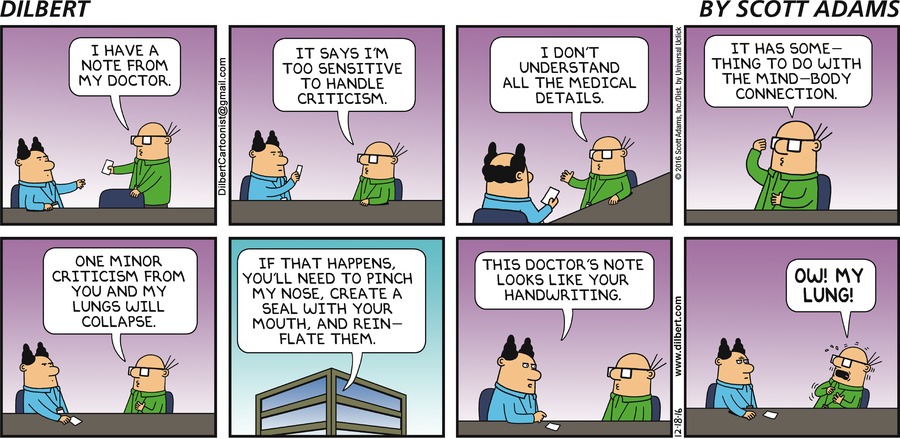 DILBERT
BY SCOTT ADAMS
I HAVE A
NOTE FROM
MY DOCTOR.
DilbertCartoonist@gmail.com
IT SAYS I'M
TOO SENSITIVE
TO HANDLE
CRITICISM.
I DON'T
UNDERSTAND
ALL THE MEDICAL
DETAILS.
© 2016 Scott Adams, Inc./Dist. by Universal Uclick
IT HAS SOME-
THING TO DO WITH
THE MIND-BODY
CONNECTION.
ONE MINOR
CRITICISM FROM
YOU AND MY
LUNGS WILL
COLLAPSE.
IF THAT HAPPENS,
YOU'LL NEED TO PINCH
MY NOSE, CREATE A
SEAL WITH YOUR
MOUTH, AND REIN-
FLATE THEM.
THIS DOCTOR'S NOTE
LOOKS LIKE YOUR
HANDWRITING.
12-18-16 www.dilbert.com
OW! MY
LUNG!